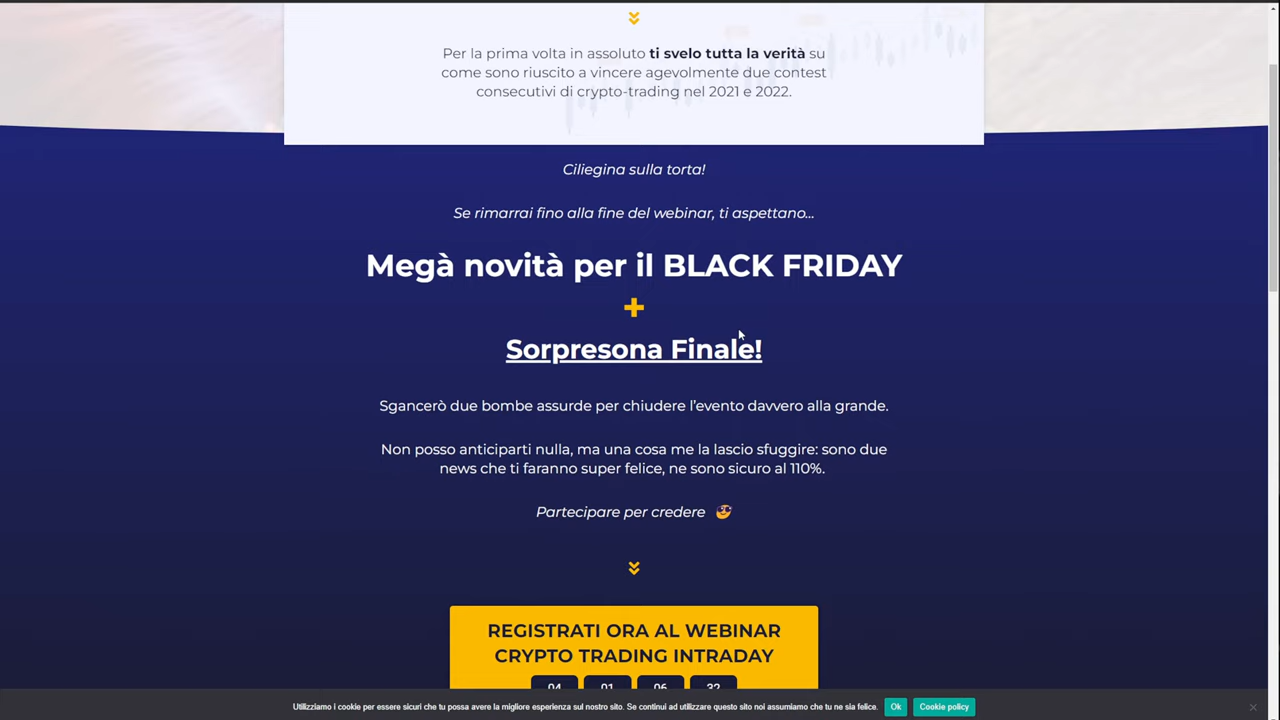 Per la prima volta in assoluto ti svelo tutta la verità su
come sono riuscito a vincere agevolmente due contest
consecutivi di crypto-trading nel 2021 e 2022.
Ciliegina sulla torta!
Se rimarrai fino alla fine del webinar, ti aspettano...
Megà novità per il BLACK FRIDAY
+
Sorpresona Finale!
Sgancerò due bombe assurde per chiudere l'evento davvero alla grande.
Non posso anticiparti nulla, ma una cosa me la lascio sfuggire: sono due
news che ti faranno super felice, ne sono sicuro al 110%.
Partecipare per credere
REGISTRATI ORA AL WEBINAR
CRYPTO TRADING INTRADAY
04 01 06 32
Utilizziamo i cookie per essere sicuri che tu possa avere la migliore esperienza sul nostro sito. Se continui ad utilizzare questo sito noi assumiamo che tu ne sia felice. Ok Cookie policy